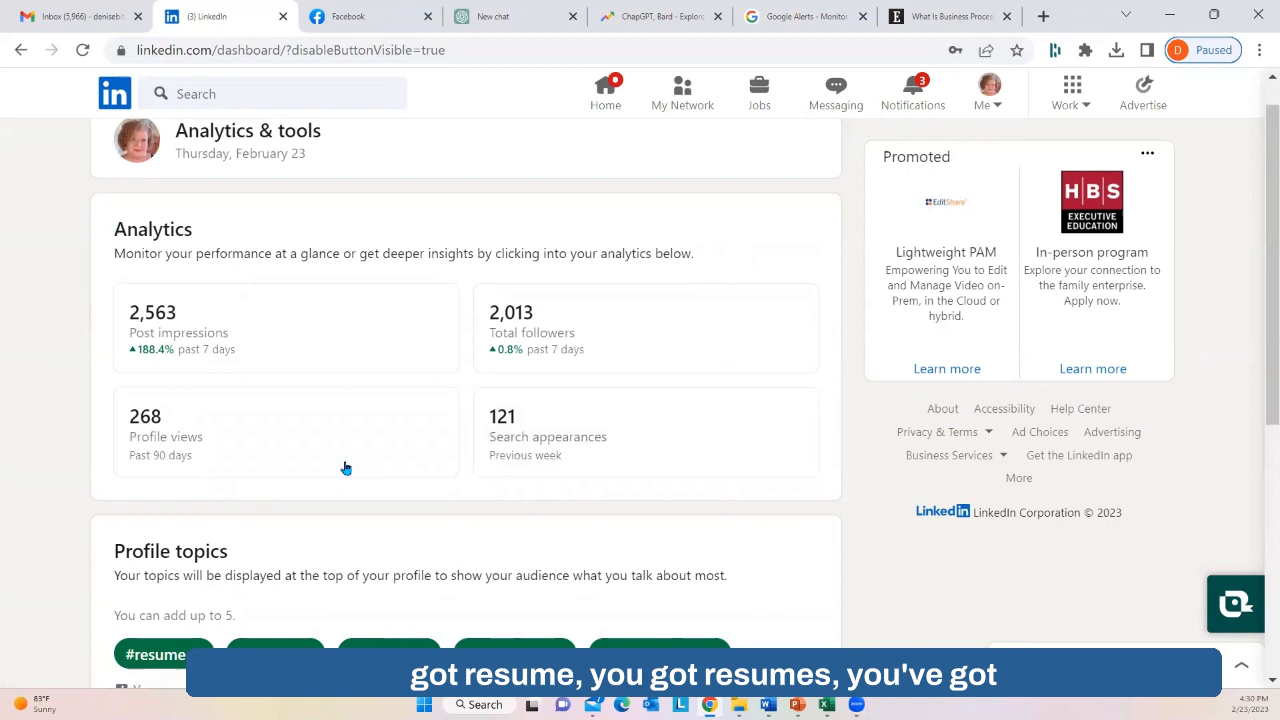 Inbox (5,966) - deniseb
(3) LinkedIn
Facebook
New chat
ChapGPT, Bard - Explore
Google Alerts - Monitor
What Is Business Proces
linkedin.com/dashboard/?disableButtonVisible=true
D Paused
in
Search
Home
My Network
Jobs
Messaging
3
Notifications
Me
Work
Advertise
Analytics & tools
Thursday, February 23
Analytics
Monitor your performance at a glance or get deeper insights by clicking into your analytics below.
2,563
Post impressions
188.4% past 7 days
2,013
Total followers
0.8% past 7 days
268
Profile views
Past 90 days
121
Search appearances
Previous week
Profile topics
Your topics will be displayed at the top of your profile to show your audience what you talk about most.
You can add up to 5.
#resume
Promoted
EditShare
Lightweight PAM
Empowering You to Edit
and Manage Video on-
Prem, in the Cloud or
hybrid.
Learn more
H|B|S
EXECUTIVE
EDUCATION
In-person program
Explore your connection to
the family enterprise.
Apply now.
Learn more
About Accessibility Help Center
Privacy & Terms Ad Choices Advertising
Business Services Get the LinkedIn app
More
LinkedIn LinkedIn Corporation © 2023
got resume, you got resumes, you've got
83°F
Sunny
Search
4:30 PM
2/23/2023